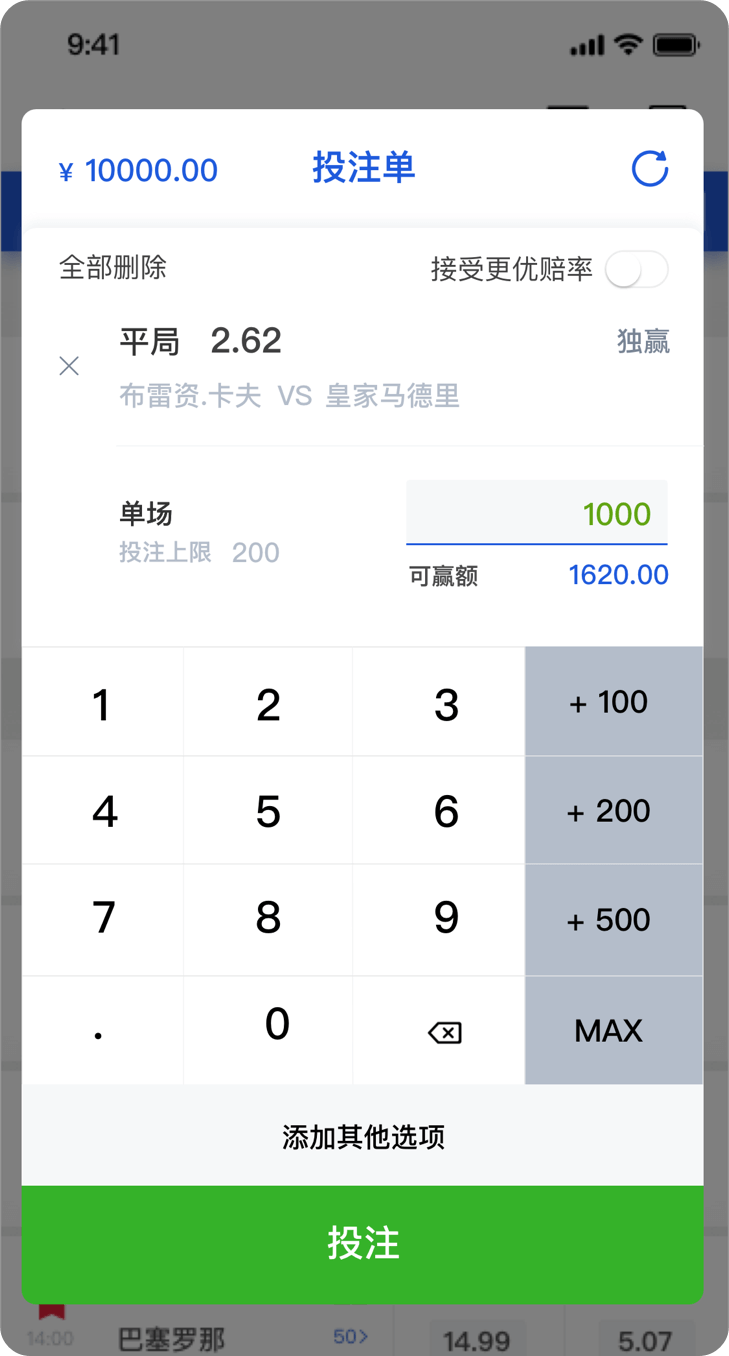 9:41
¥ 10000.00 投注单
全部删除 接受更优赔率
平局 2.62 独赢
布雷资.卡夫 VS 皇家马德里
单场 1000
投注上限 200
可赢额 1620.00
1 2 3 + 100
4 5 6 + 200
7 8 9 + 500
. 0 MAX
添加其他选项
投注
14:00 巴塞罗那 50> 14.99 5.07